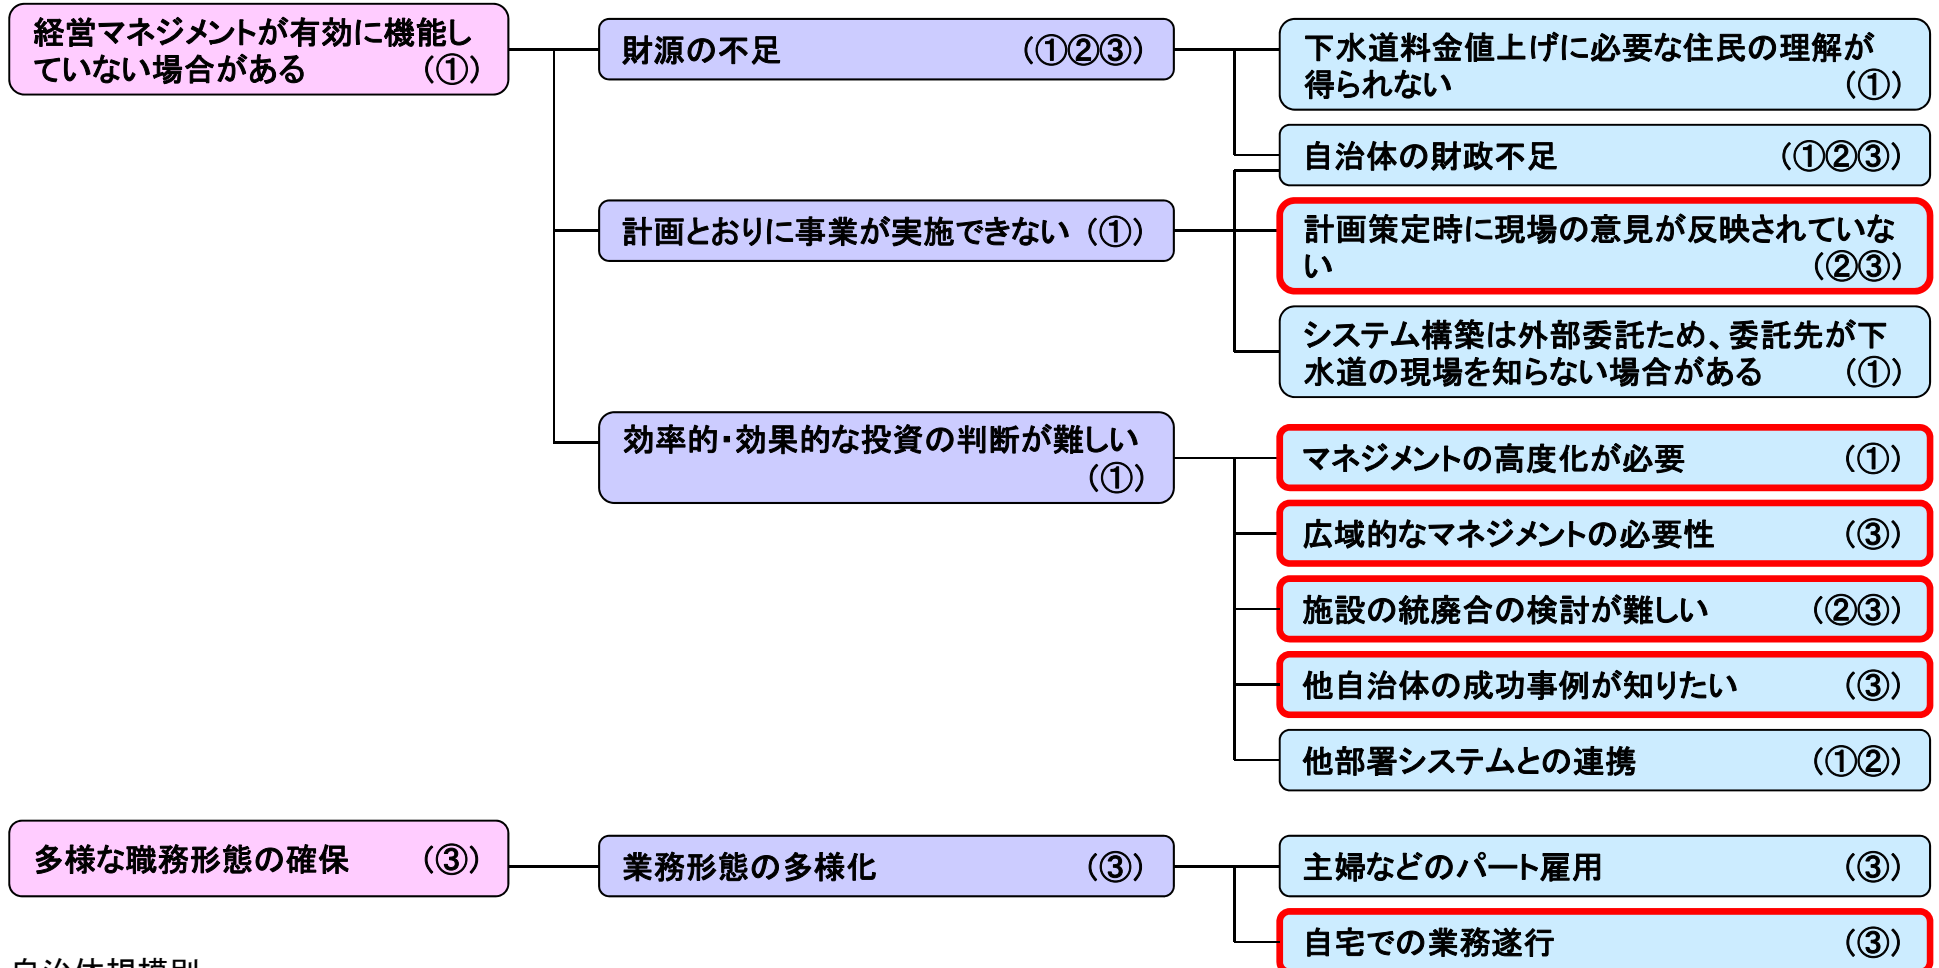 経営マネジメントが有効に機能し
ていない場合がある （①）
財源の不足 （①②③）
下水道料金値上げに必要な住民の理解が
得られない （①）
自治体の財政不足 （①②③）
計画とおりに事業が実施できない （①）
計画策定時に現場の意見が反映されていな
い （②③）
システム構築は外部委託ため、委託先が下
水道の現場を知らない場合がある （①）
効率的・効果的な投資の判断が難しい
（①）
マネジメントの高度化が必要 （①）
広域的なマネジメントの必要性 （③）
施設の統廃合の検討が難しい （②③）
他自治体の成功事例が知りたい （③）
他部署システムとの連携 （①②）
多様な職務形態の確保 （③）
業務形態の多様化 （③）
主婦などのパート雇用 （③）
自宅での業務遂行 （③）
自治体規模別